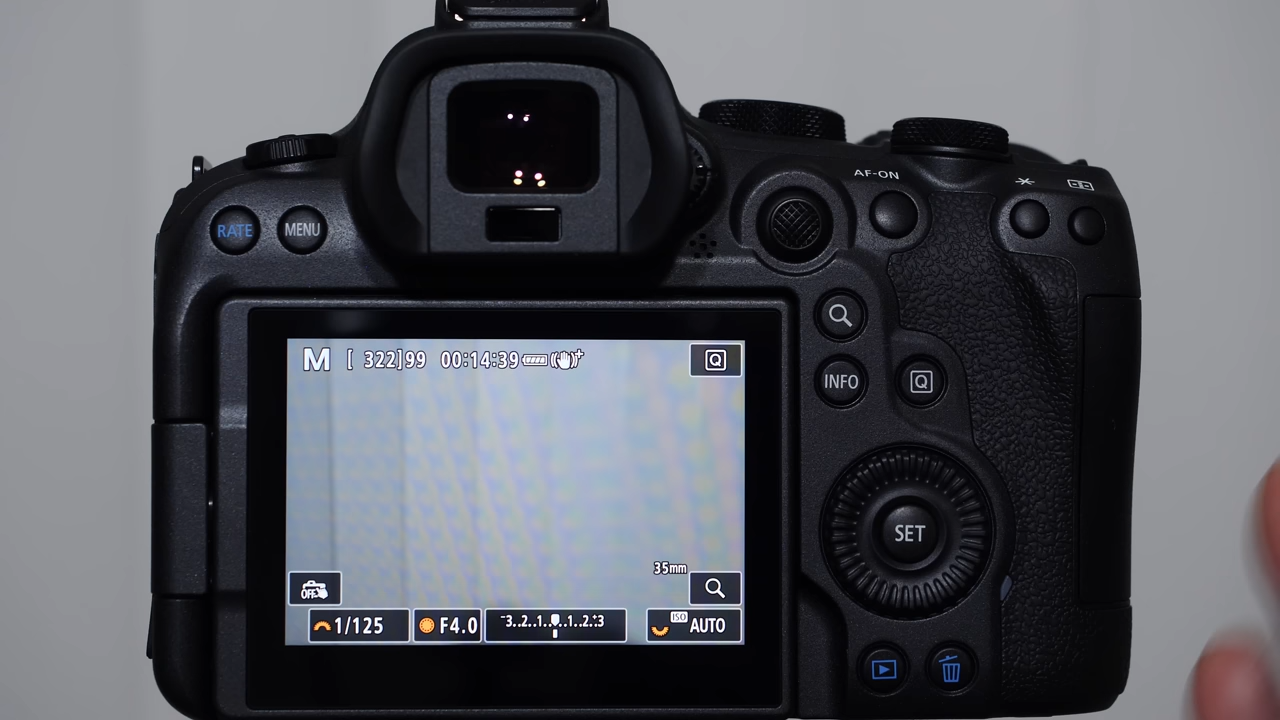 AF-ON
RATE MENU
M [ 322]99 00:14:39 Q
INFO Q
SET
35mm
OFF
1/125 F4.0 -3..2..1..0..1..2.:3 ISO AUTO